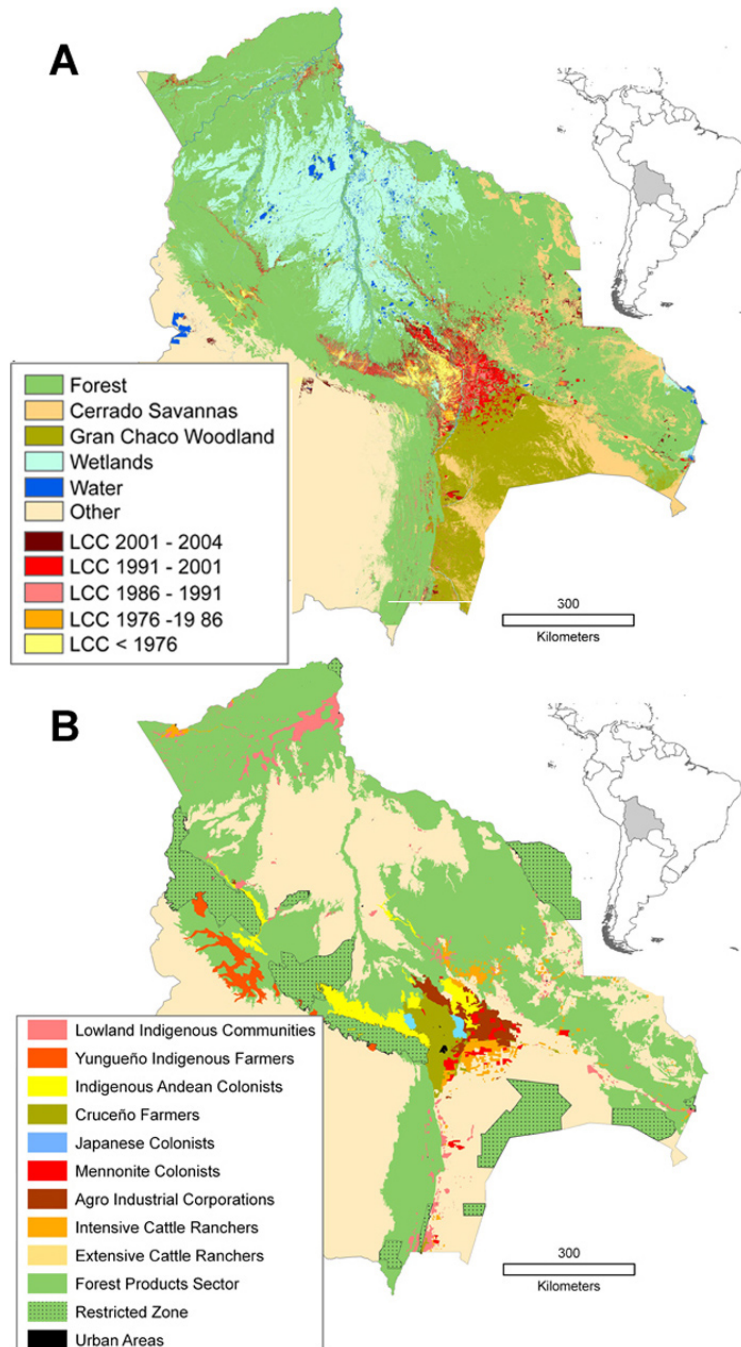 A
Forest
Cerrado Savannas
Gran Chaco Woodland
Wetlands
Water
Other
LCC 2001 - 2004
LCC 1991 - 2001
LCC 1986 - 1991
LCC 1976 -19 86
LCC < 1976
300
Kilometers
B
Lowland Indigenous Communities
Yungueño Indigenous Farmers
Indigenous Andean Colonists
Cruceño Farmers
Japanese Colonists
Mennonite Colonists
Agro Industrial Corporations
Intensive Cattle Ranchers
Extensive Cattle Ranchers
Forest Products Sector
Restricted Zone
Urban Areas
300
Kilometers